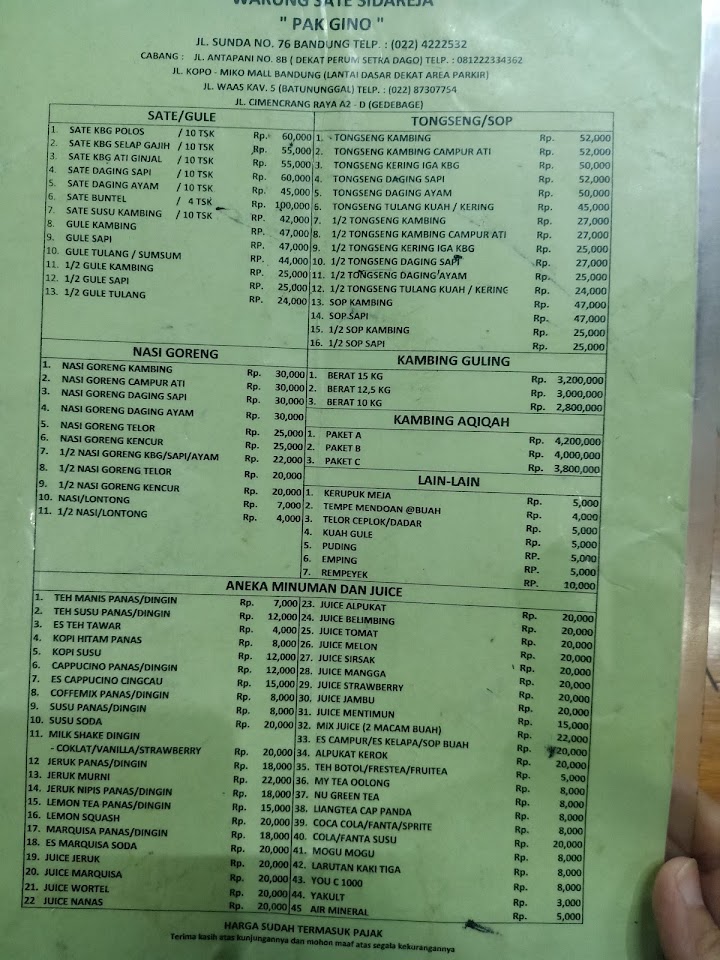 WARUNG SATE SIDAREJA
" PAK GINO "
JL. SUNDA NO. 76 BANDUNG TELP. : (022) 4222532
CABANG : JL. ANTAPANI NO. 8B ( DEKAT PERUM SETRA DAGO) TELP. : 081222334362
JL. KOPO - MIKO MALL BANDUNG (LANTAI DASAR DEKAT AREA PARKIR)
JL. WAAS KAV. 5 (BATUNUNGGAL) TELP. : (022) 87307754
JL. CIMENCRANG RAYA A2 - D (GEDEBAGE)
SATE/GULE
1. SATE KBG POLOS / 10 TSK Rp. 60,000
2. SATE KBG SELAP GAJIH / 10 TSK Rp. 55,000
3. SATE KBG ATI GINJAL / 10 TSK Rp. 55,000
4. SATE DAGING SAPI / 10 TSK Rp. 60,000
5. SATE DAGING AYAM / 10 TSK Rp. 45,000
6. SATE BUNTEL / 4 TSK Rp. 100,000
7. SATE SUSU KAMBING / 10 TSK RP. 42,000
8. GULE KAMBING RP. 47,000
9. GULE SAPI RP. 47,000
10. GULE TULANG / SUMSUM RP. 44,000
11. 1/2 GULE KAMBING RP. 25,000
12. 1/2 GULE SAPI RP. 25,000
13. 1/2 GULE TULANG RP. 24,000
TONGSENG/SOP
1. TONGSENG KAMBING Rp. 52,000
2. TONGSENG KAMBING CAMPUR ATI Rp. 52,000
3. TONGSENG KERING IGA KBG Rp. 50,000
4. TONGSENG DAGING SAPI Rp. 52,000
5. TONGSENG DAGING AYAM Rp. 50,000
6. TONGSENG TULANG KUAH / KERING Rp. 45,000
7. 1/2 TONGSENG KAMBING Rp. 27,000
8. 1/2 TONGSENG KAMBING CAMPUR ATI Rp. 27,000
9. 1/2 TONGSENG KERING IGA KBG Rp. 25,000
10. 1/2 TONGSENG DAGING SAPI Rp. 27,000
11. 1/2 TONGSENG DAGING AYAM Rp. 25,000
12. 1/2 TONGSENG TULANG KUAH / KERING Rp. 24,000
13. SOP KAMBING Rp. 47,000
14. SOP SAPI Rp. 47,000
15. 1/2 SOP KAMBING Rp. 25,000
16. 1/2 SOP SAPI Rp. 25,000
NASI GORENG
1. NASI GORENG KAMBING Rp. 30,000
2. NASI GORENG CAMPUR ATI Rp. 30,000
3. NASI GORENG DAGING SAPI Rp. 30,000
4. NASI GORENG DAGING AYAM Rp. 30,000
5. NASI GORENG TELOR Rp. 25,000
6. NASI GORENG KENCUR Rp. 25,000
7. 1/2 NASI GORENG KBG/SAPI/AYAM Rp. 22,000
8. 1/2 NASI GORENG TELOR Rp. 20,000
9. 1/2 NASI GORENG KENCUR Rp. 20,000
10. NASI/LONTONG Rp. 7,000
11. 1/2 NASI/LONTONG Rp. 4,000
KAMBING GULING
1. BERAT 15 KG Rp. 3,200,000
2. BERAT 12,5 KG Rp. 3,000,000
3. BERAT 10 KG Rp. 2,800,000
KAMBING AQIQAH
1. PAKET A Rp. 4,200,000
2. PAKET B Rp. 4,000,000
3. PAKET C Rp. 3,800,000
LAIN-LAIN
1. KERUPUK MEJA Rp. 5,000
2. TEMPE MENDOAN @BUAH Rp. 4,000
3. TELOR CEPLOK/DADAR Rp. 5,000
4. KUAH GULE Rp. 5,000
5. PUDING Rp. 5,000
6. EMPING RP. 5,000
7. REMPEYEK RP. 10,000
ANEKA MINUMAN DAN JUICE
1. TEH MANIS PANAS/DINGIN Rp. 7,000
2. TEH SUSU PANAS/DINGIN Rp. 12,000
3. ES TEH TAWAR Rp. 4,000
4. KOPI HITAM PANAS Rp. 8,000
5. KOPI SUSU Rp. 12,000
6. CAPPUCINO PANAS/DINGIN Rp. 12,000
7. ES CAPPUCINO CINGCAU Rp. 15,000
8. COFFEMIX PANAS/DINGIN Rp. 8,000
9. SUSU PANAS/DINGIN Rp. 8,000
10. SUSU SODA Rp. 20,000
11. MILK SHAKE DINGIN
- COKLAT/VANILLA/STRAWBERRY Rp. 20,000
12 JERUK PANAS/DINGIN Rp. 18,000
13. JERUK MURNI Rp. 22,000
14. JERUK NIPIS PANAS/DINGIN Rp. 18,000
15. LEMON TEA PANAS/DINGIN Rp. 15,000
16. LEMON SQUASH Rp. 20,000
17. MARQUISA PANAS/DINGIN Rp. 18,000
18. ES MARQUISA SODA Rp. 20,000
19. JUICE JERUK Rp. 20,000
20. JUICE MARQUISA Rp. 20,000
21. JUICE WORTEL Rp. 20,000
22 JUICE NANAS Rp. 20,000
23. JUICE ALPUKAT Rp. 20,000
24. JUICE BELIMBING Rp. 20,000
25. JUICE TOMAT Rp. 20,000
26. JUICE MELON Rp. 20,000
27. JUICE SIRSAK Rp. 20,000
28. JUICE MANGGA Rp. 20,000
29. JUICE STRAWBERRY Rp. 20,000
30. JUICE JAMBU Rp. 20,000
31. JUICE MENTIMUN Rp. 15,000
32. MIX JUICE (2 MACAM BUAH) Rp. 22,000
33. ES CAMPUR/ES KELAPA/SOP BUAH Rp. 20,000
34. ALPUKAT KEROK Rp. 20,000
35. TEH BOTOL/FRESTEA/FRUITEA Rp. 5,000
36. MY TEA OOLONG Rp. 8,000
37. NU GREEN TEA Rp. 8,000
38. LIANGTEA CAP PANDA Rp. 8,000
39. COCA COLA/FANTA/SPRITE Rp. 8,000
40. COLA/FANTA SUSU Rp. 20,000
41. MOGU MOGU Rp. 8,000
42. LARUTAN KAKI TIGA Rp. 8,000
43. YOU C 1000 Rp. 8,000
44. YAKULT Rp. 3,000
45 AIR MINERAL Rp. 5,000
HARGA SUDAH TERMASUK PAJAK
Terima kasih atas kunjungannya dan mohon maaf atas segala kekurangannya